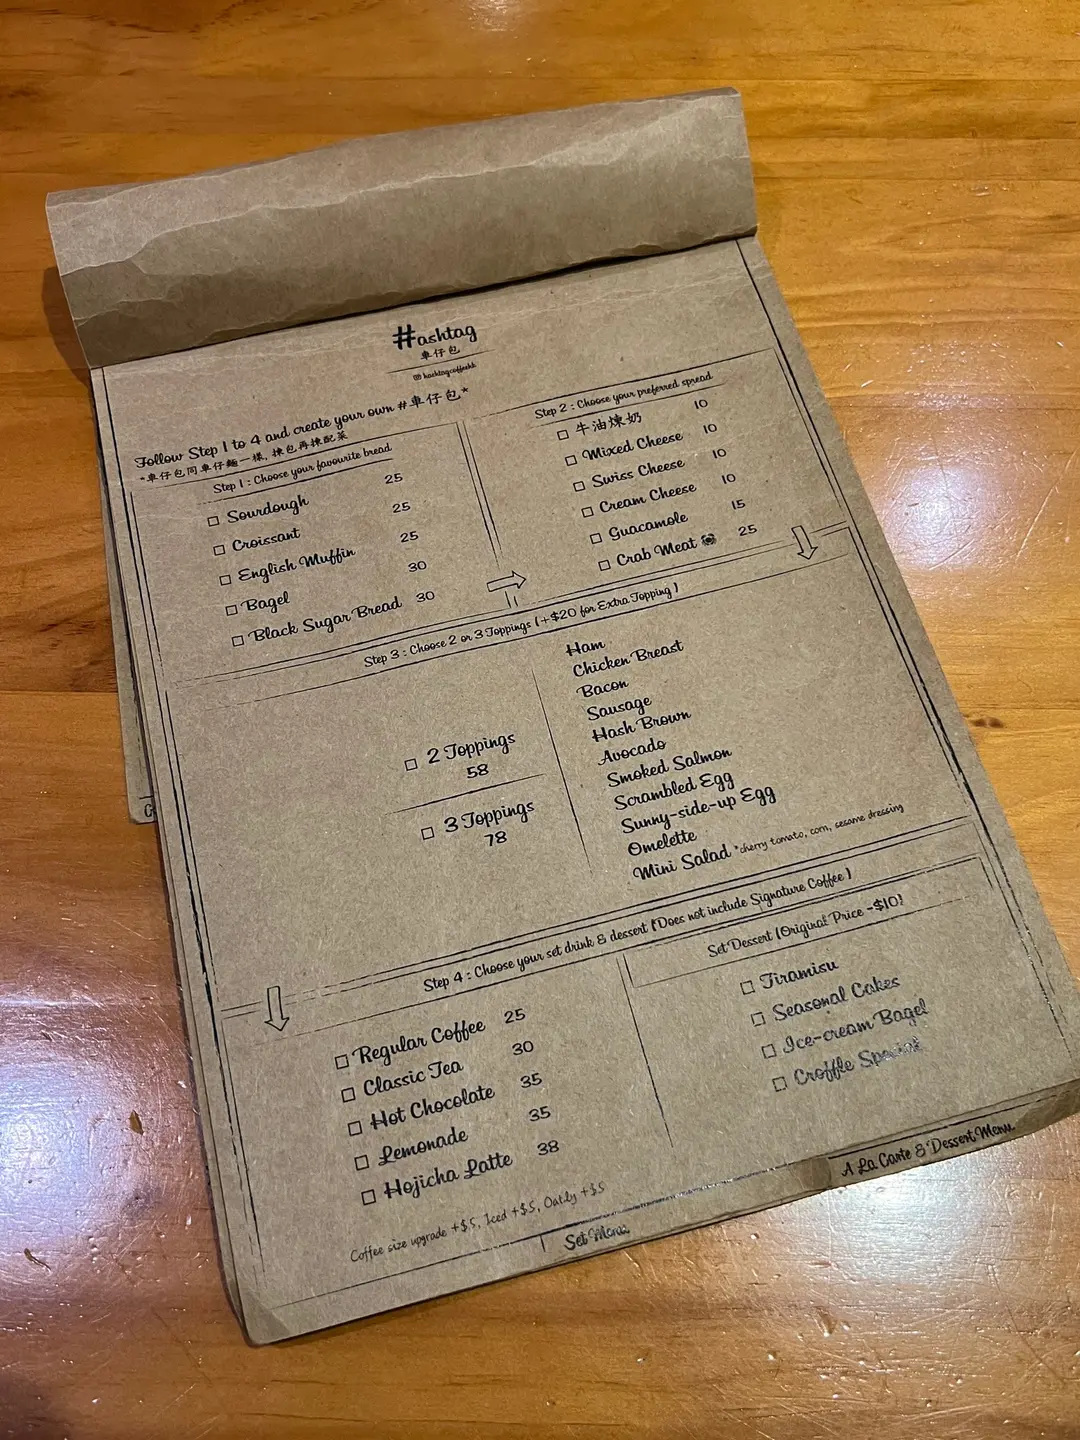 #ashtag
車仔包
hashtagcoffeehk
Follow Step 1 to 4 and create your own #車仔包*
*車仔包同車仔麵一樣, 揀包再揀配菜
Step 1 : Choose your favourite bread
Sourdough 25
Croissant 25
English Muffin 25
Bagel 30
Black Sugar Bread 30
Step 2 : Choose your preferred spread
牛油煉奶 10
Mixed Cheese 10
Swiss Cheese 10
Cream Cheese 10
Guacamole 15
Crab Meat 25
Step 3 : Choose 2 or 3 Toppings (+$20 for Extra Topping)
2 Toppings
58
3 Toppings
78
Ham
Chicken Breast
Bacon
Sausage
Hash Brown
Avocado
Smoked Salmon
Scrambled Egg
Sunny-side-up Egg
Omelette
Mini Salad *cherry tomato, corn, sesame dressing
Step 4 : Choose your set drink & dessert (Does not include Signature Coffee)
Regular Coffee 25
Classic Tea 30
Hot Chocolate 35
Lemonade 35
Hojicha Latte 38
Coffee size upgrade +$5, Iced +$5, Oatly +$5
Set Dessert (Original Price -$10)
Tiramisu
Seasonal Cakes
Ice-cream Bagel
Croffle Special
Set Menu
A La Carte & Dessert Menu